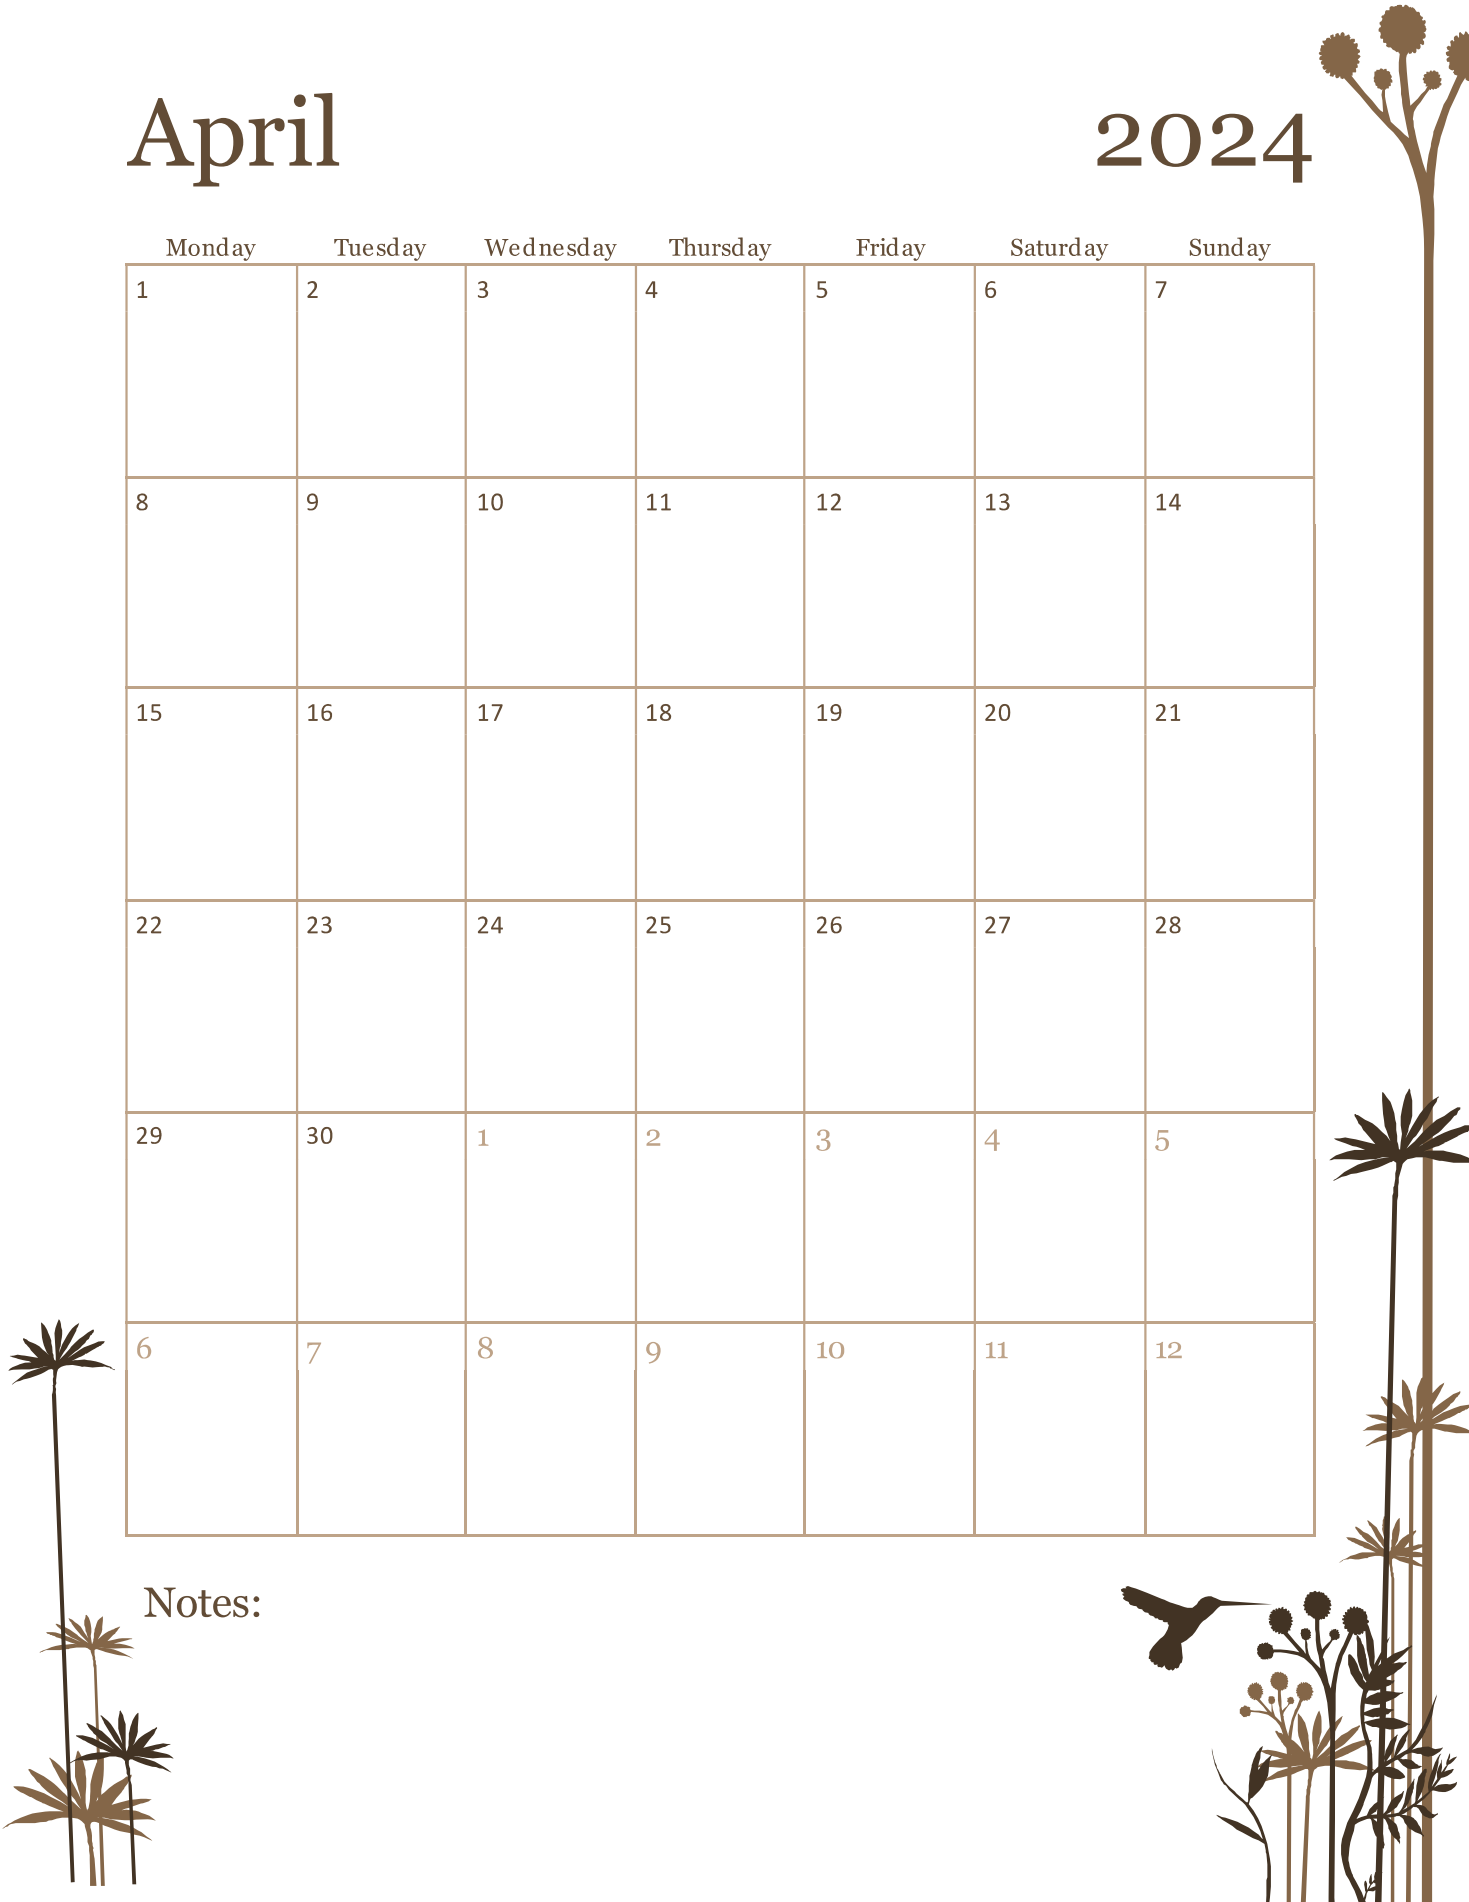 April 2024
Monday Tuesday Wednesday Thursday Friday Saturday Sunday
1 2 3 4 5 6 7
8 9 10 11 12 13 14
15 16 17 18 19 20 21
22 23 24 25 26 27 28
29 30 1 2 3 4 5
6 7 8 9 10 11 12
Notes: